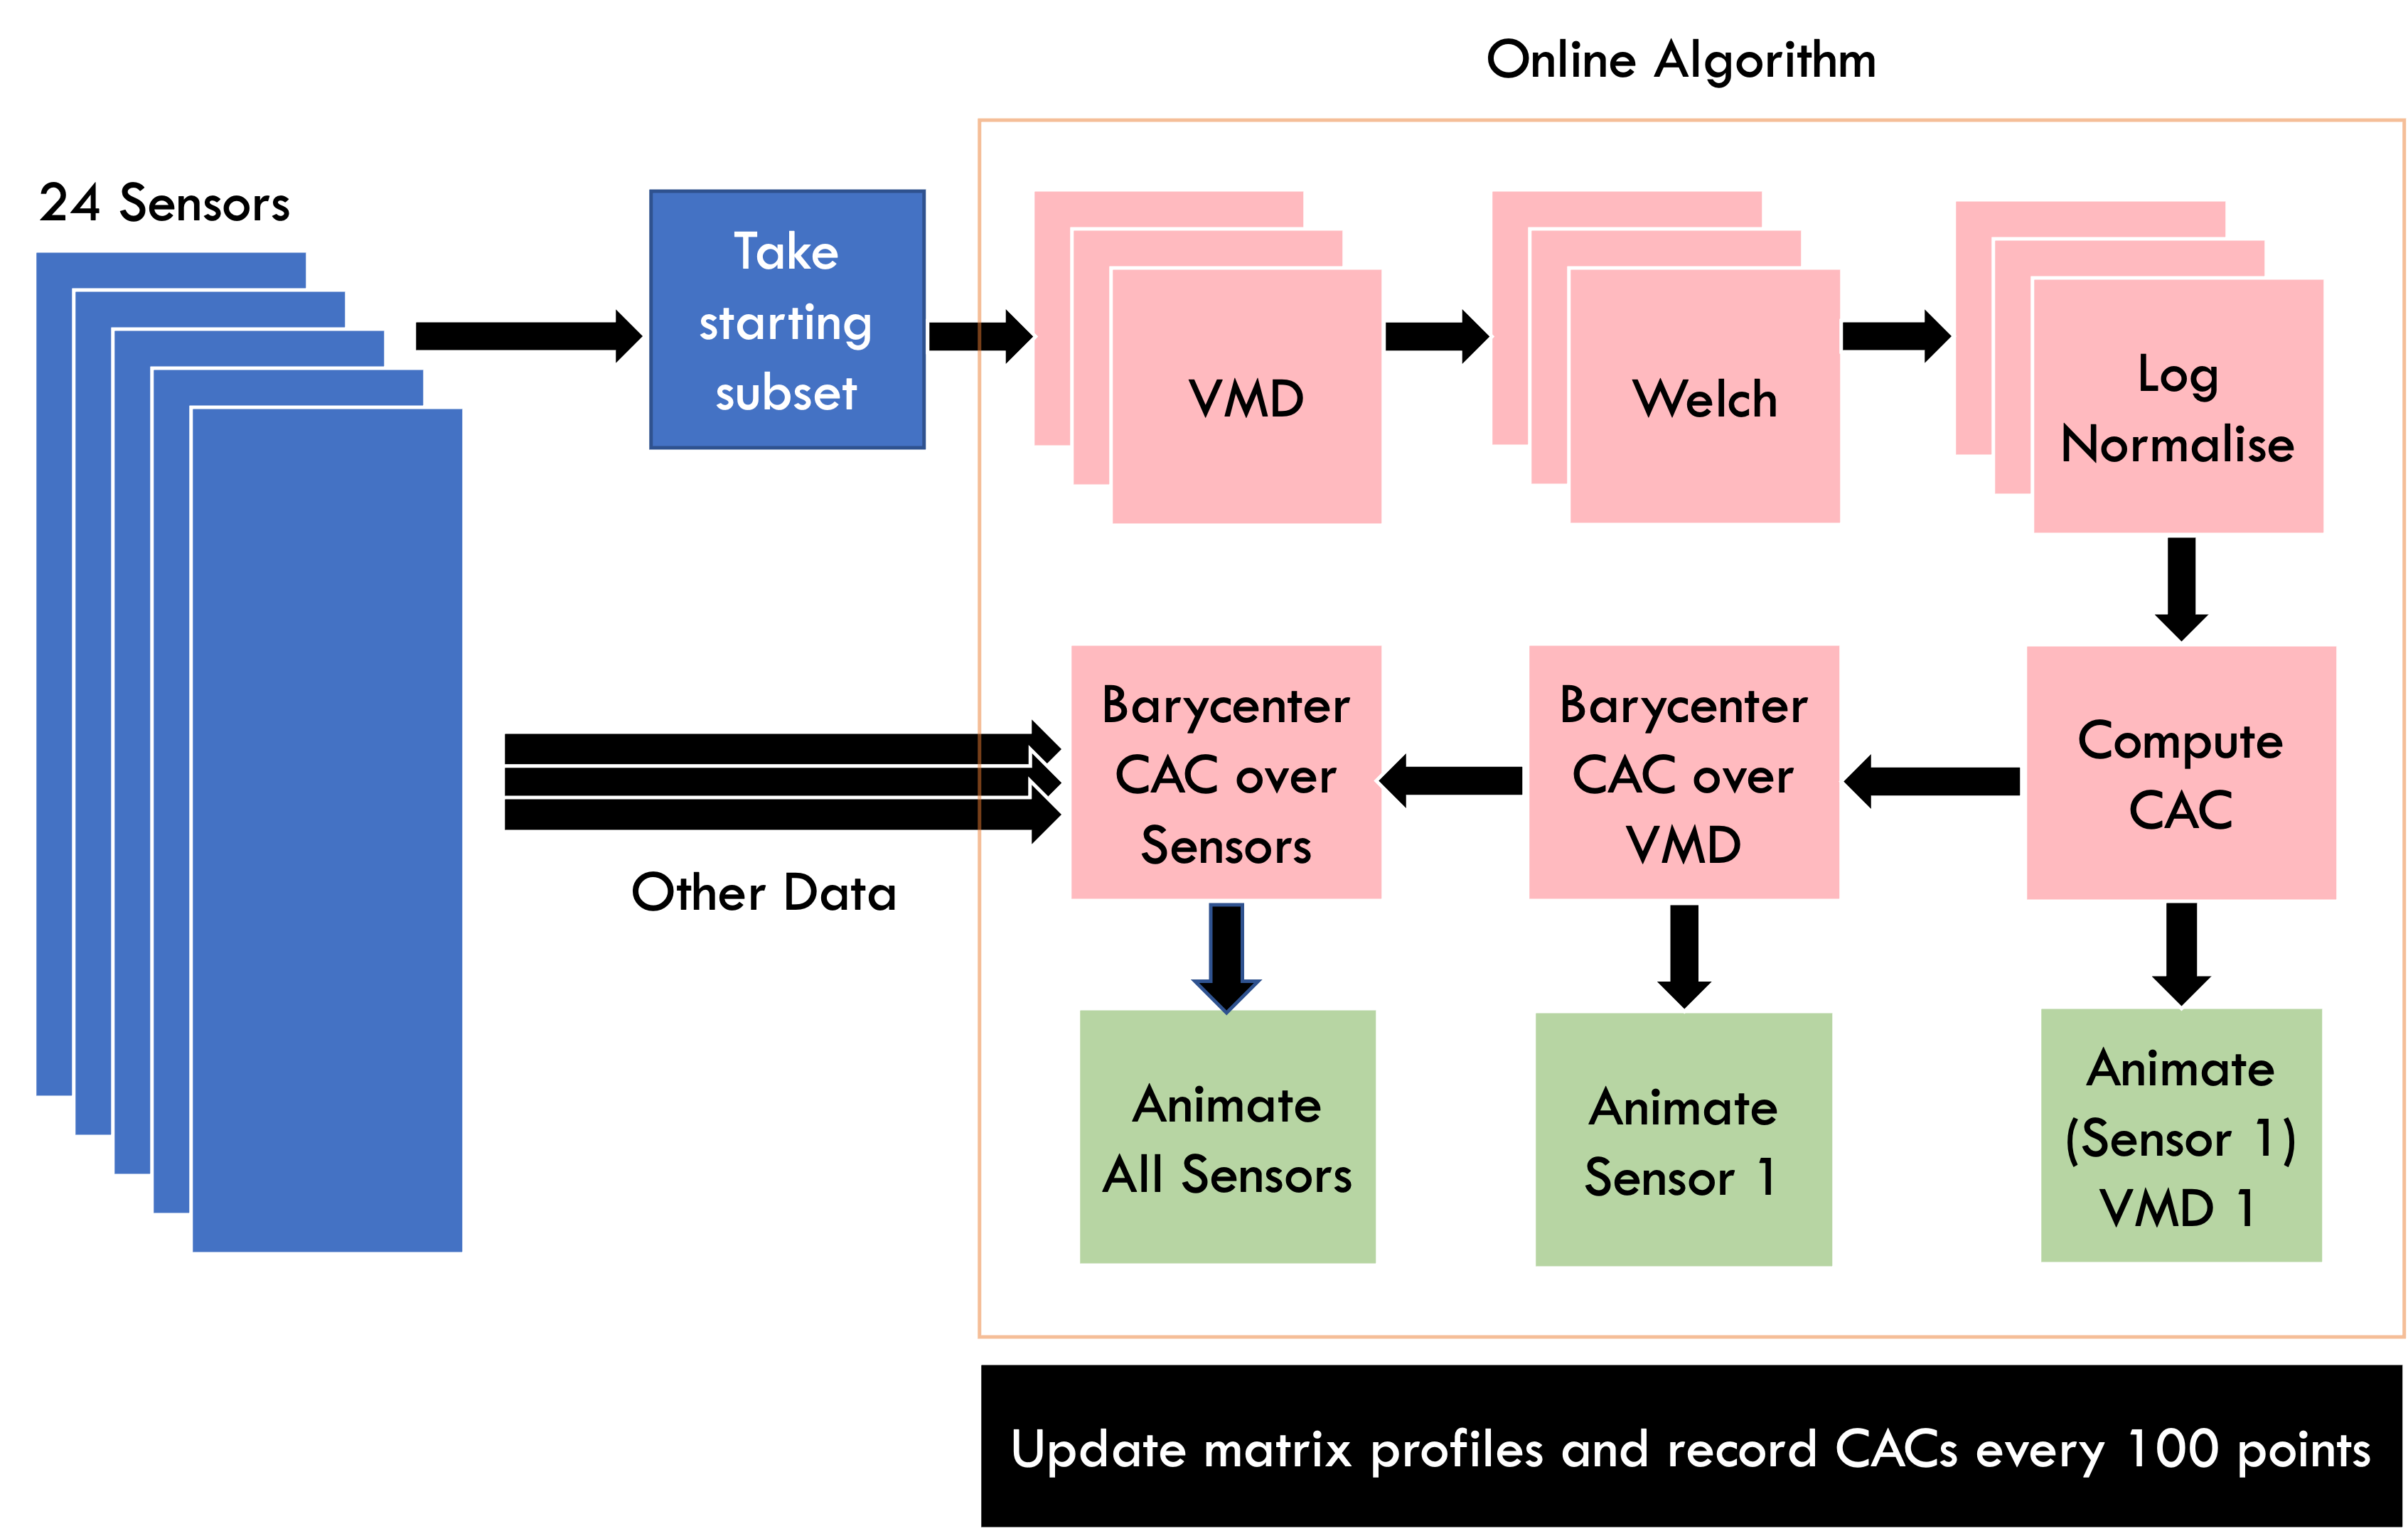 Online Algorithm
24 Sensors
Take
starting
subset
VMD
Welch
Log
Normalise
Barycenter
CAC over
Sensors
Barycenter
CAC over
VMD
Compute
CAC
Other Data
Animate
All Sensors
Animate
Sensor 1
Animate
(Sensor 1)
VMD 1
Update matrix profiles and record CACs every 100 points